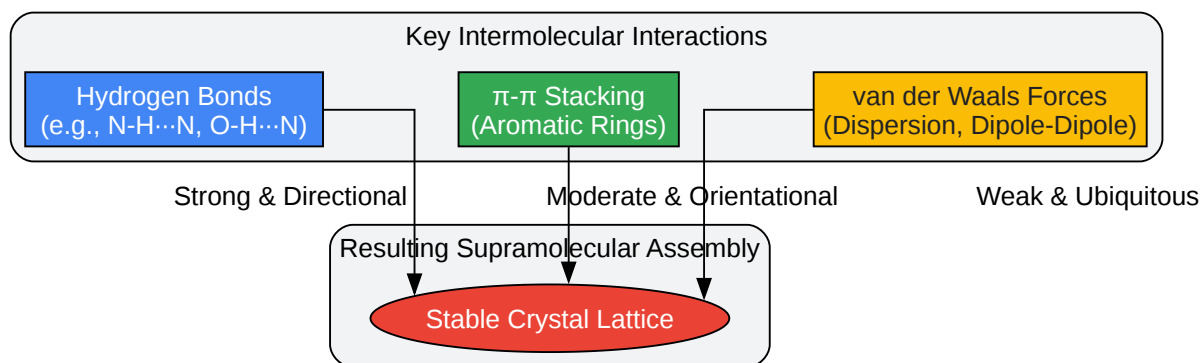 Key Intermolecular Interactions
Hydrogen Bonds
(e.g., N-H···N, O-H···N)
π-π Stacking
(Aromatic Rings)
van der Waals Forces
(Dispersion, Dipole-Dipole)
Strong & Directional
Moderate & Orientational
Weak & Ubiquitous
Resulting Supramolecular Assembly
Stable Crystal Lattice